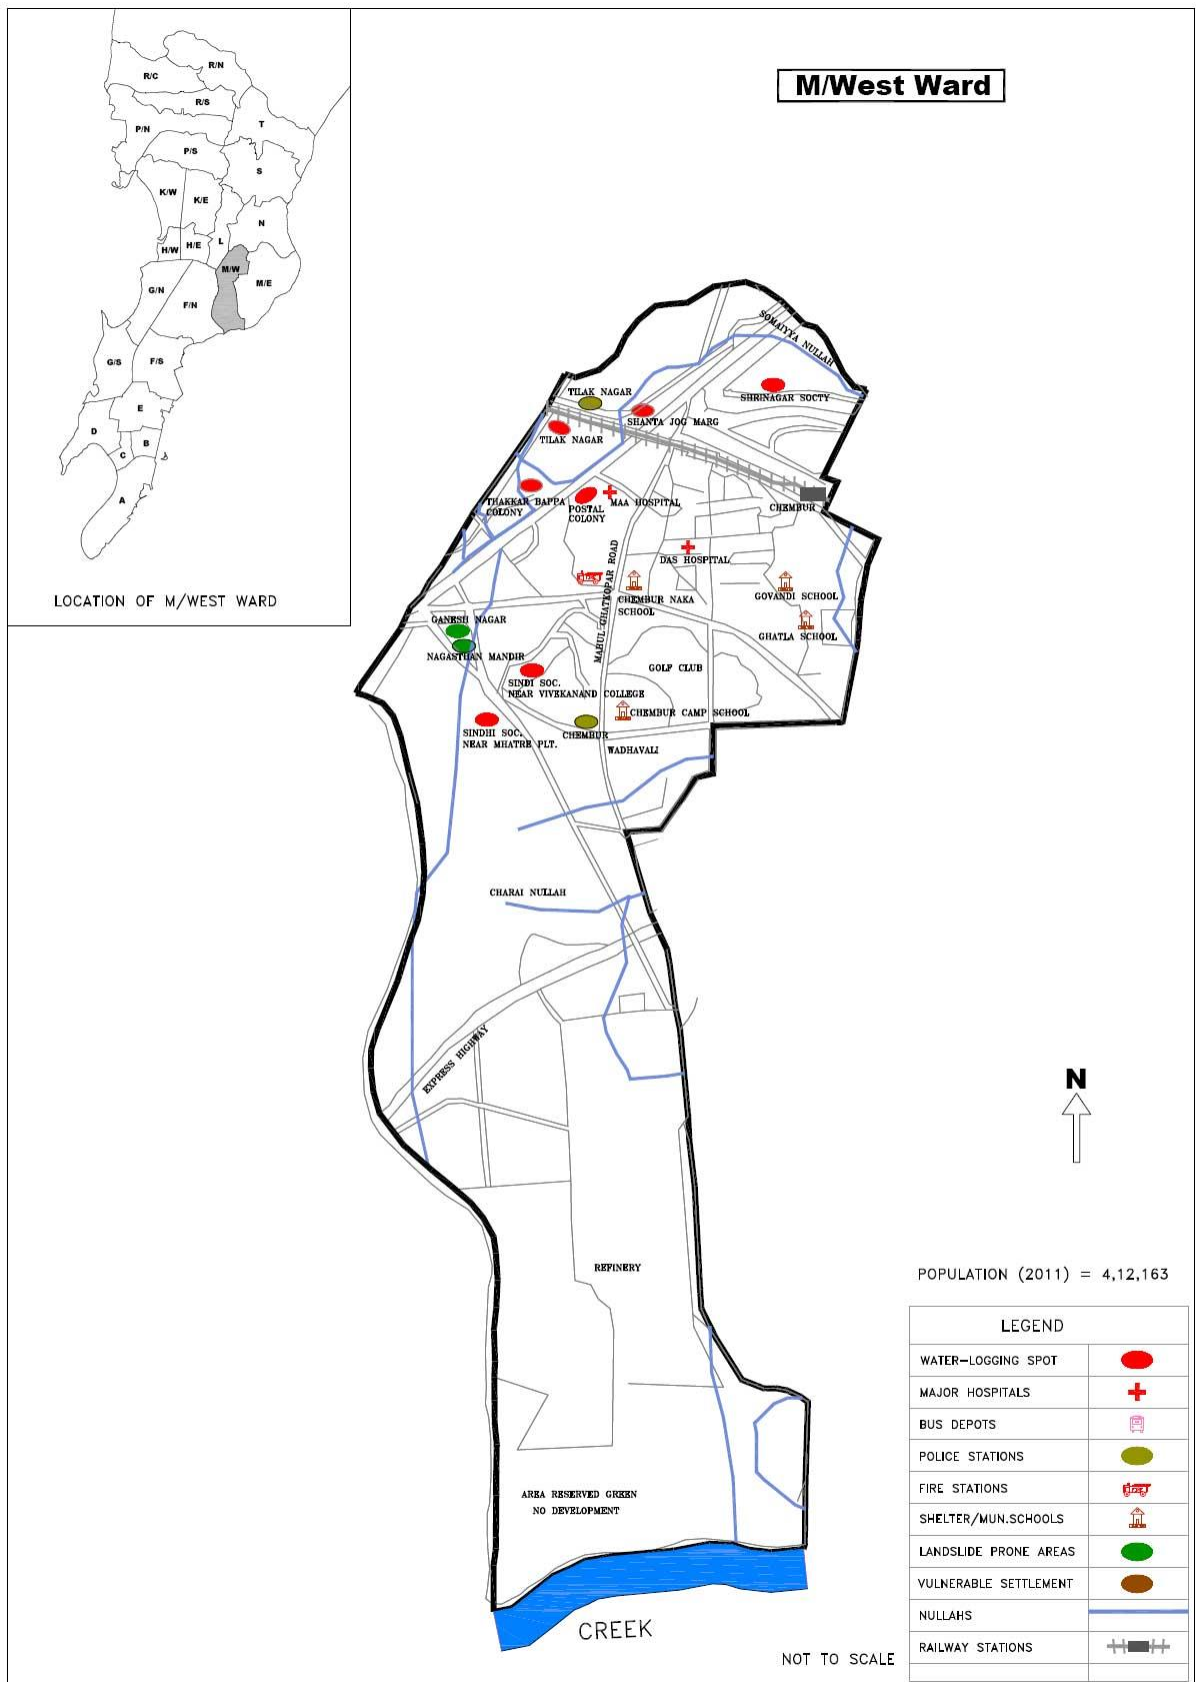 M/West Ward
R/C
R/N
R/S
P/N
T
P/S
S
K/W
K/E
N
H/W
H/E
L
M/W
M/E
G/N
F/N
G/S
F/S
E
D
B
C
A
LOCATION OF M/WEST WARD
SOMAIYYA NULLAH
TILAK NAGAR
SHRINAGAR SOCTY
SHANTA JOG MARG
TILAK NAGAR
THAKKAR BAPPA
COLONY
POSTAL
COLONY
MAA HOSPITAL
CHEMBUR
DAS HOSPITAL
MAHUL GHATKOPAR ROAD
CHEMBUR NAKA
SCHOOL
GOVANDI SCHOOL
GHATLA SCHOOL
GANESH NAGAR
NAGASTHAN MANDIR
GOLF CLUB
SINDI SOC.
NEAR VIVEKANAND COLLEGE
CHEMBUR CAMP SCHOOL
SINDHI SOC.
NEAR MHATRE PLT.
CHEMBUR
WADHAVALI
CHARAI NULLAH
EXPRESS HIGHWAY
N
REFINERY
POPULATION (2011) = 4,12,163
LEGEND
WATER-LOGGING SPOT
MAJOR HOSPITALS
BUS DEPOTS
POLICE STATIONS
FIRE STATIONS
SHELTER/MUN.SCHOOLS
LANDSLIDE PRONE AREAS
VULNERABLE SETTLEMENT
NULLAHS
RAILWAY STATIONS
AREA RESERVED GREEN
NO DEVELOPMENT
CREEK
NOT TO SCALE